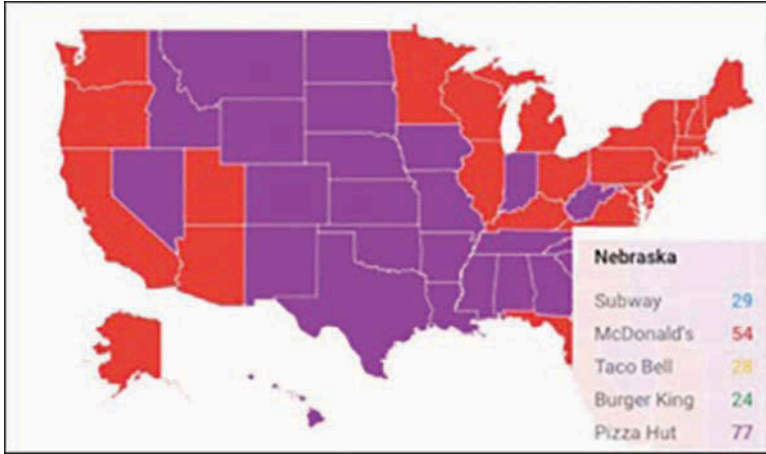 Nebraska
Subway 29
McDonald's 54
Taco Bell 28
Burger King 24
Pizza Hut 77